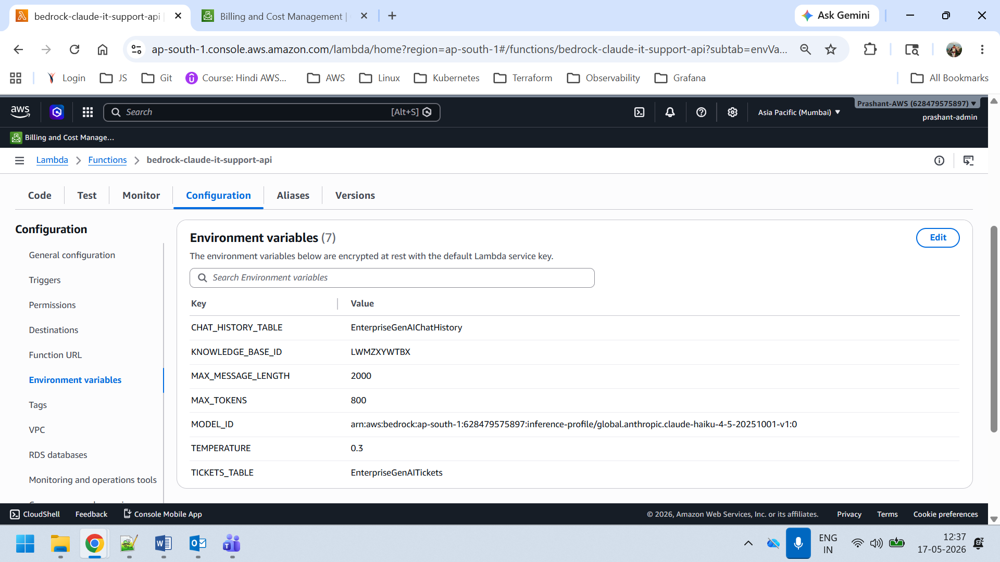 bedrock-claude-it-support-api
Billing and Cost Management |
Ask Gemini
ap-south-1.console.aws.amazon.com/lambda/home?region=ap-south-1#/functions/bedrock-claude-it-support-api?subtab=envVa...
Login JS Git Course: Hindi AWS... AWS Linux Kubernetes Terraform Observability Grafana All Bookmarks
aws
Search [Alt+S]
Asia Pacific (Mumbai) ▼
Prashant-AWS (628479575897) ▼
prashant-admin
Billing and Cost Manage...
Lambda > Functions > bedrock-claude-it-support-api
Code Test Monitor Configuration Aliases Versions
Configuration
General configuration
Triggers
Permissions
Destinations
Function URL
Environment variables
Tags
VPC
RDS databases
Monitoring and operations tools
Environment variables (7)
Edit
The environment variables below are encrypted at rest with the default Lambda service key.
Search Environment variables
Key Value
CHAT_HISTORY_TABLE EnterpriseGenAIChatHistory
KNOWLEDGE_BASE_ID LWMZXYWTBX
MAX_MESSAGE_LENGTH 2000
MAX_TOKENS 800
MODEL_ID arn:aws:bedrock:ap-south-1:628479575897:inference-profile/global.anthropic.claude-haiku-4-5-20251001-v1:0
TEMPERATURE 0.3
TICKETS_TABLE EnterpriseGenAITickets
CloudShell Feedback Console Mobile App © 2026, Amazon Web Services, Inc. or its affiliates. Privacy Terms Cookie preferences
ENG
IN
12:37
17-05-2026